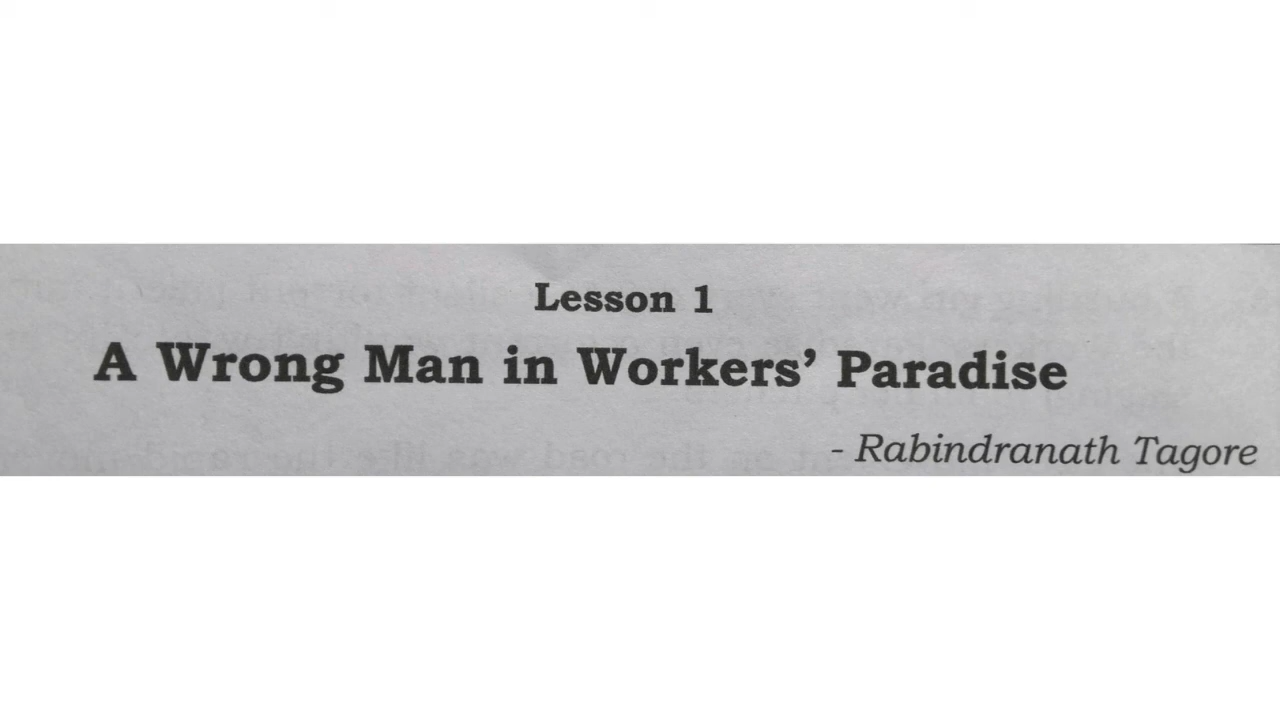 Lesson 1
A Wrong Man in Workers’ Paradise
- Rabindranath Tagore